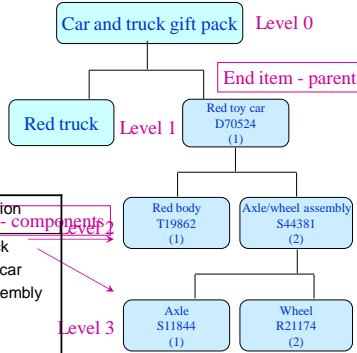 Car and truck gift pack
Level 0
End item - parent
Red truck
Level 1
Red toy car
D70524
(1)
- components
Level 2
Red body
T19862
(1)
Axle/wheel assembly
S44381
(2)
car
Level 3
Axle
S11844
(1)
Wheel
R21174
(2)